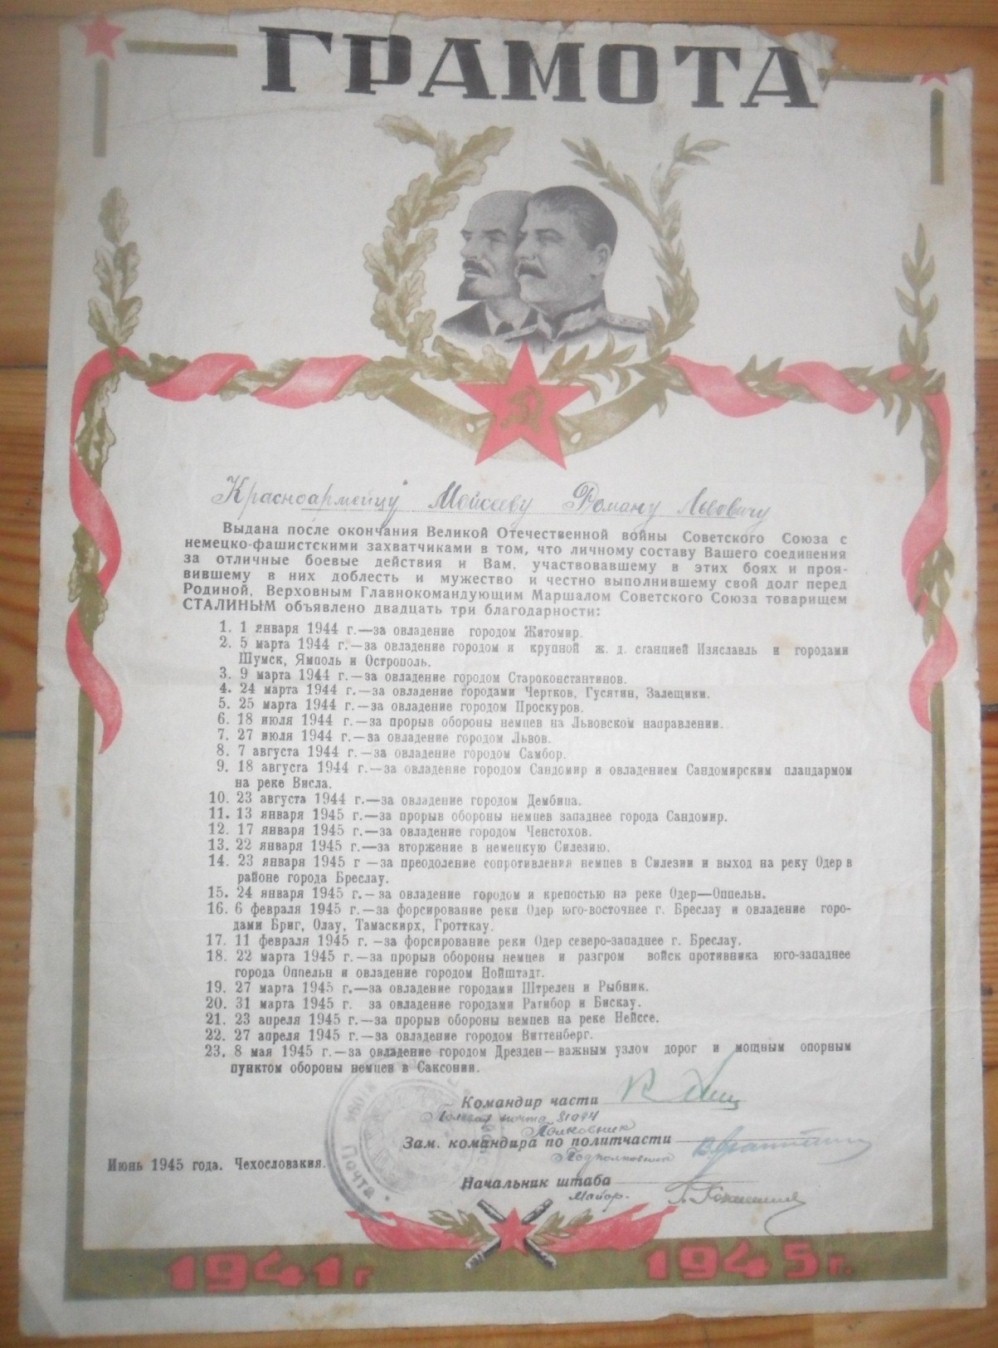 ГРАМОТА
Красноармейцу Мойсееву Роману Львовичу
Выдана после окончания Великой Отечественной войны Советского Союза с
немецко-фашистскими захватчиками в том, что личному составу Вашего соединения
за отличные боевые действия и Вам, участвовавшему в этих боях и проя-
вившему в них доблесть и мужество и честно выполнившему свой долг перед
Родиной, Верховным Главнокомандующим Маршалом Советского Союза товарищем
СТАЛИНЫМ объявлено двадцать три благодарности:
1. 1 января 1944 г.—за овладение городом Житомир.
2. 5 марта 1944 г.—за овладение городом и крупной ж. д. станцией Изяславль и городами
Шумск, Ямполь и Острополь.
3. 9 марта 1944 г.—за овладение городом Староконстантинов.
4. 24 марта 1944 г.—за овладение городами Чертков, Гусятин, Залещики.
5. 25 марта 1944 г.—за овладение городом Проскуров.
6. 18 июля 1944 г.—за прорыв обороны немцев на Львовском направлении.
7. 27 июля 1944 г.—за овладение городом Львов.
8. 7 августа 1944 г.—за овладение городом Самбор.
9. 18 августа 1944 г.—за овладение городом Сандомир и овладением Сандомирским плацдармом
на реке Висла.
10. 23 августа 1944 г.—за овладение городом Дембица.
11. 13 января 1945 г.—за прорыв обороны немцев западнее города Сандомир.
12. 17 января 1945 г.—за овладение городом Ченстохов.
13. 22 января 1945 г.—за вторжение в немецкую Силезию.
14. 23 января 1945 г —за преодоление сопротивления немцев в Силезии и выход на реку Одер в
районе города Бреслау.
15. 24 января 1945 г.—за овладение городом и крепостью на реке Одер—Оппельн.
16. 6 февраля 1945 г.—за форсирование реки Одер юго-восточнее г. Бреслау и овладение горо-
дами Бриг, Олау, Тамаскирх, Гротткау.
17. 11 февраля 1945 г. —за форсирование реки Одер северо-западнее г. Бреслау.
18. 22 марта 1945 г.—за прорыв обороны немцев и разгром войск противника юго-западнее
города Оппельн и овладение городом Нойштадт.
19. 27 марта 1945 г.—за овладение городами Штрелен и Рыбник.
20. 31 марта 1945 г. за овладение городами Ратибор и Бискау.
21. 23 апреля 1945 г.—за прорыв обороны немцев на реке Нейссе.
22. 27 апреля 1945 г.—за овладение городом Виттенберг.
23. 8 мая 1945 г.—за овладение городом Дрезден—важным узлом дорог и мощным опорным
пунктом обороны немцев в Саксонии.
Командир части
Полевая почта 31044
Полковник
Зам. командира по политчасти
Подполковник
Июнь 1945 года. Чехословакия.
Начальник штаба
Майор.
Почта
1941 г 1945 г.